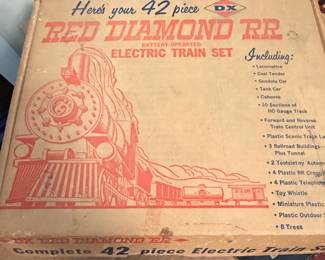 Here's your 42 piece
DX
RED DIAMOND RR
BATTERY-OPERATED
ELECTRIC TRAIN SET
Including:
• Locomotive
• Coal Tender
• Gondola Car
• Tank Car
• Caboose
• 10 Sections of
HO Gauge Track
• Forward and Reverse
Train Control Unit
• Plastic Scenic Track
• 3 Railroad Buildings-
Plus Tunnel
• 2 Tootsietoy
• 4 Plastic RR
• 4 Plastic
• Toy Whistle
• Miniature
• Plastic Outdoor
• 8 Trees
DX RED DIAMOND RR
Complete 42 piece Electric Train